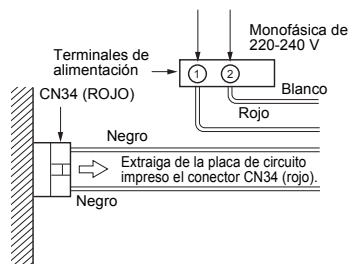 Monofásica de
220-240 V
Terminales de
alimentación
1 2
CN34 (ROJO)
Blanco
Rojo
Negro
Extraiga de la placa de circuito
impreso el conector CN34 (rojo).
Negro